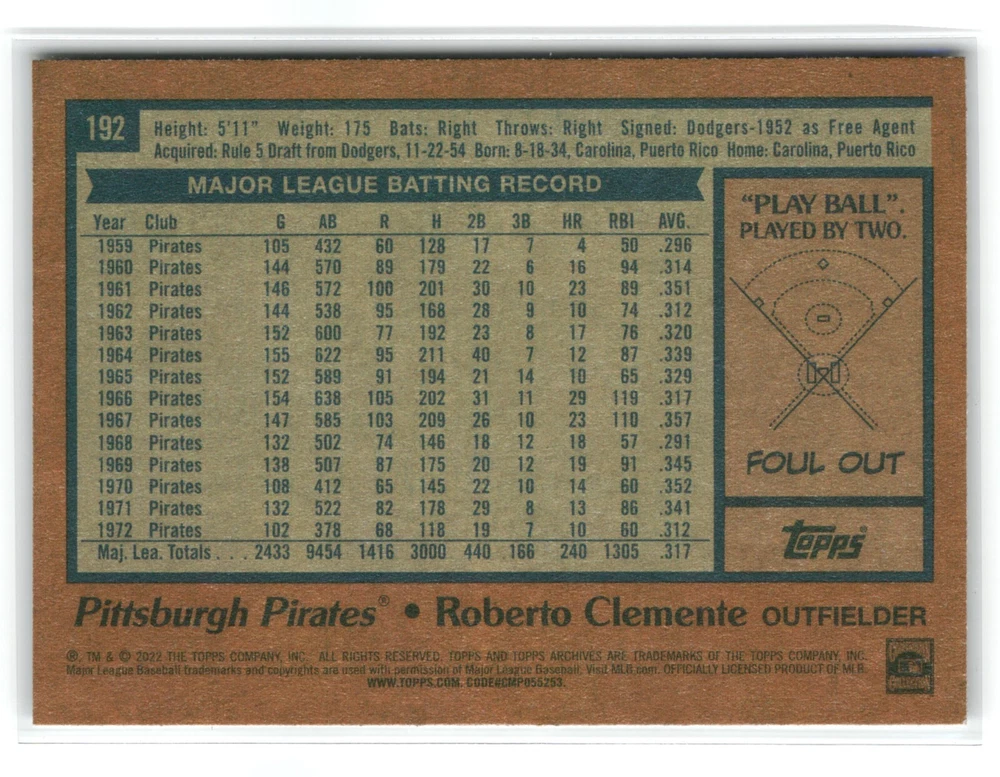 192
Height: 5'11" Weight: 175 Bats: Right Throws: Right Signed: Dodgers-1952 as Free Agent
Acquired: Rule 5 Draft from Dodgers, 11-22-54 Born: 8-18-34, Carolina, Puerto Rico Home: Carolina, Puerto Rico
MAJOR LEAGUE BATTING RECORD
Year Club G AB R H 2B 3B HR RBI AVG.
1959 Pirates 105 432 60 128 17 7 4 50 .296
1960 Pirates 144 570 89 179 22 6 16 94 .314
1961 Pirates 146 572 100 201 30 10 23 89 .351
1962 Pirates 144 538 95 168 28 9 10 74 .312
1963 Pirates 152 600 77 192 23 8 17 76 .320
1964 Pirates 155 622 95 211 40 7 12 87 .339
1965 Pirates 152 589 91 194 21 14 10 65 .329
1966 Pirates 154 638 105 202 31 11 29 119 .317
1967 Pirates 147 585 103 209 26 10 23 110 .357
1968 Pirates 132 502 74 146 18 12 18 57 .291
1969 Pirates 138 507 87 175 20 12 19 91 .345
1970 Pirates 108 412 65 145 22 10 14 60 .352
1971 Pirates 132 522 82 178 29 8 13 86 .341
1972 Pirates 102 378 68 118 19 7 10 60 .312
Maj. Lea. Totals . . . 2433 9454 1416 3000 440 166 240 1305 .317
"PLAY BALL".
PLAYED BY TWO.
FOUL OUT
Topps
Pittsburgh Pirates® • Roberto Clemente OUTFIELDER
®, TM & © 2022 THE TOPPS COMPANY, INC. ALL RIGHTS RESERVED. TOPPS AND TOPPS ARCHIVES ARE TRADEMARKS OF THE TOPPS COMPANY, INC.
Major League Baseball trademarks and copyrights are used with permission of Major League Baseball. Visit MLB.com. OFFICIALLY LICENSED PRODUCT OF MLB.
WWW.TOPPS.COM. CODE#CMP055253.